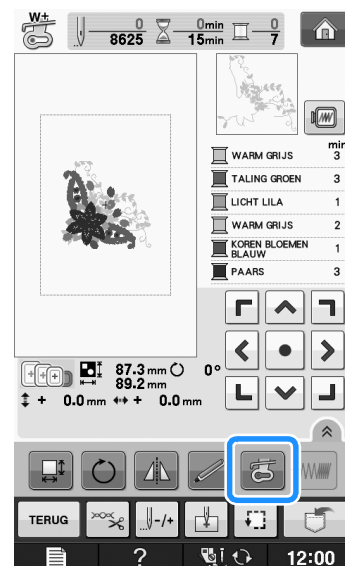 W+
0 0min 0
8625 15min 7
min
WARM GRIJS 3
TALING GROEN 3
LICHT LILA 1
WARM GRIJS 2
KOREN BLOEMEN
BLAUW 1
PAARS 3
87.3 mm 0°
89.2 mm
+ 0.0 mm + 0.0 mm
TERUG -/+
? 12:00